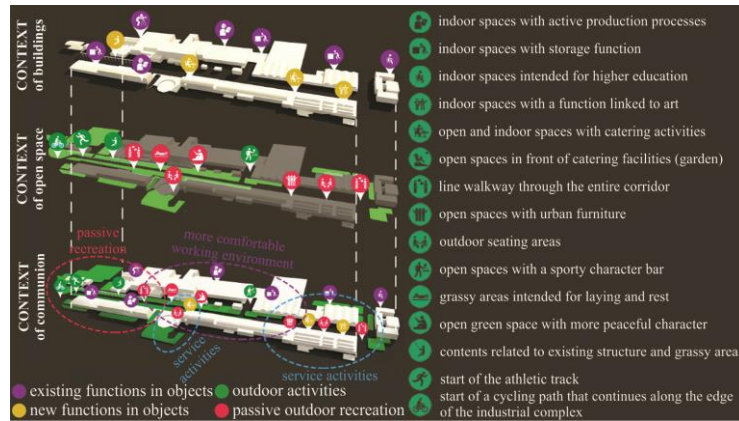 CONTEXT
of buildings
CONTEXT
of open space
CONTEXT
of communion
passive
recreation
more comfortable
working environment
service
activities
service activities
existing functions in objects
outdoor activities
new functions in objects
passive outdoor recreation
indoor spaces with active production processes
indoor spaces with storage function
indoor spaces intended for higher education
indoor spaces with a function linked to art
open and indoor spaces with catering activities
open spaces in front of catering facilities (garden)
line walkway through the entire corridor
open spaces with urban furniture
outdoor seating areas
open spaces with a sporty character bar
grassy areas intended for laying and rest
open green space with more peaceful character
contents related to existing structure and grassy area
start of the athletic track
start of a cycling path that continues along the edge
of the industrial complex